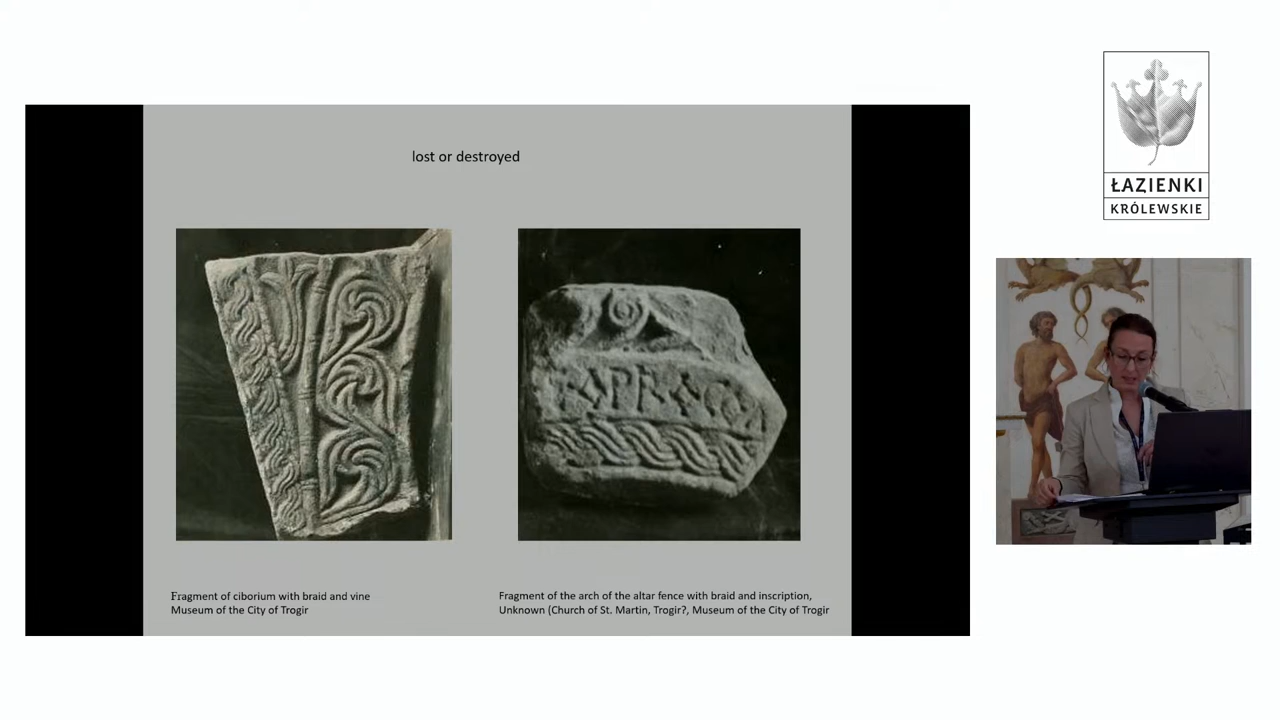 lost or destroyed
Fragment of ciborium with braid and vine
Museum of the City of Trogir
Fragment of the arch of the altar fence with braid and inscription,
Unknown (Church of St. Martin, Trogir?, Museum of the City of Trogir
ŁAZIENKI
KRÓLEWSKIE